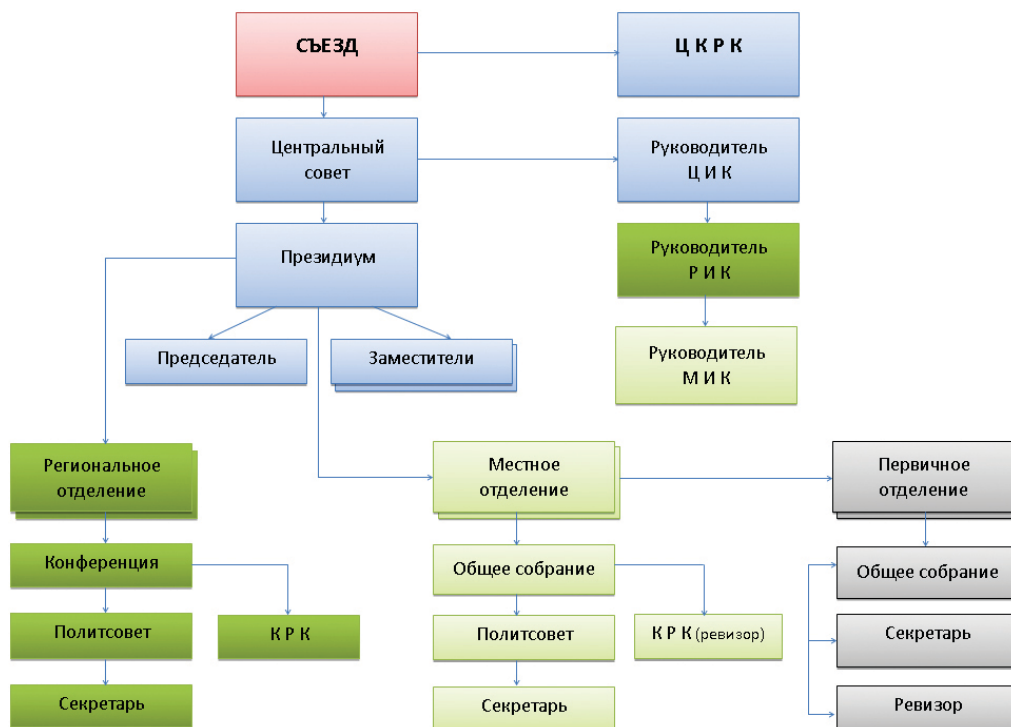 СЪЕЗД
Ц К Р К
Центральный
совет
Руководитель
Ц И К
Президиум
Руководитель
Р И К
Председатель
Заместители
Руководитель
М И К
Региональное
отделение
Местное
отделение
Первичное
отделение
Конференция
Общее собрание
Общее собрание
Политсовет
К Р К
Политсовет
К Р К (ревизор)
Секретарь
Секретарь
Секретарь
Ревизор